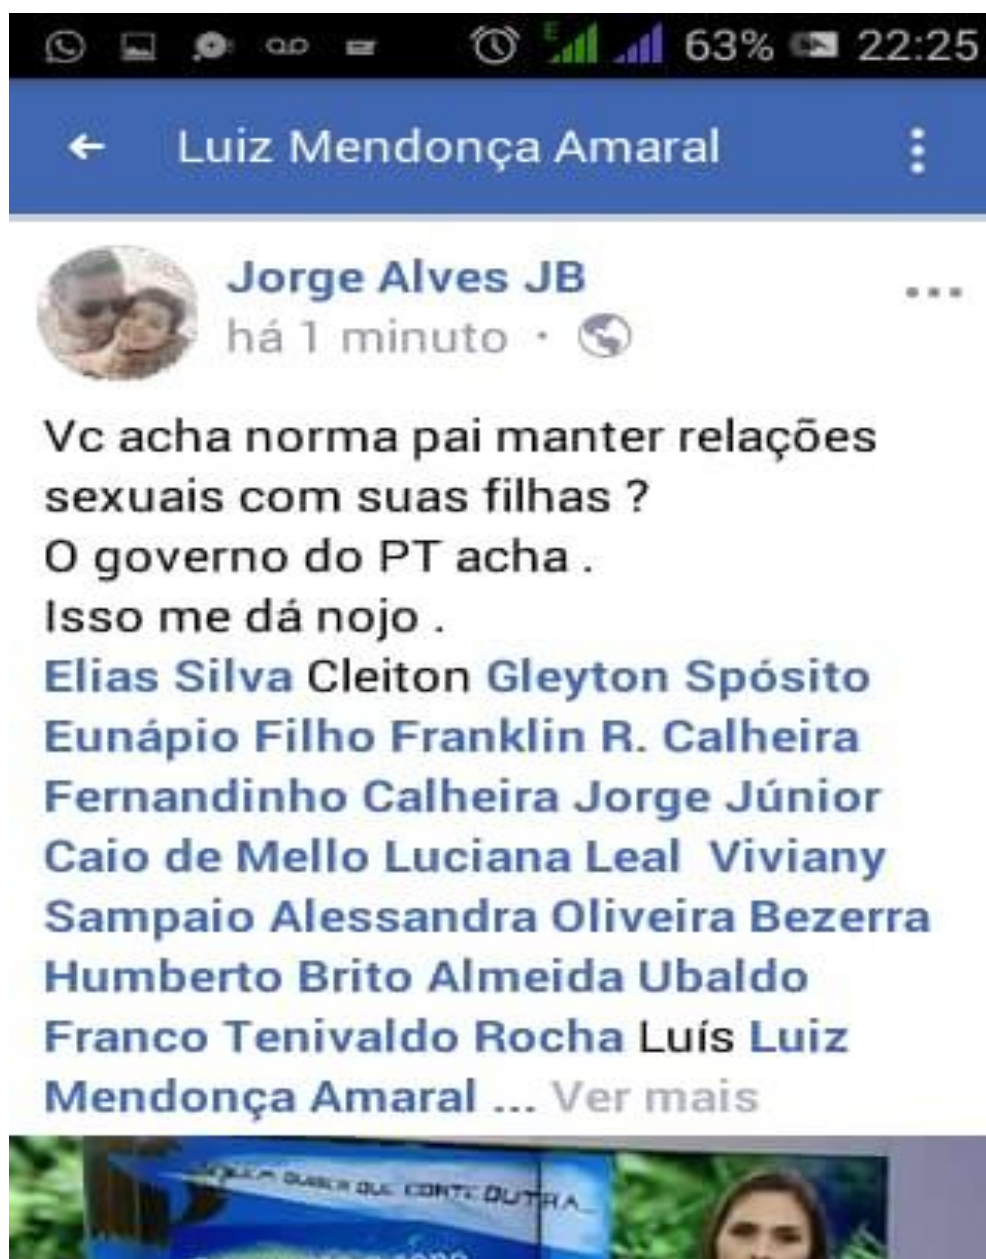 63% 22:25
Luiz Mendonça Amaral
Jorge Alves JB
há 1 minuto ·
Vc acha norma pai manter relações
sexuais com suas filhas ?
O governo do PT acha .
Isso me dá nojo .
Elias Silva Cleiton Gleyton Spósito
Eunápio Filho Franklin R. Calheira
Fernandinho Calheira Jorge Júnior
Caio de Mello Luciana Leal Viviany
Sampaio Alessandra Oliveira Bezerra
Humberto Brito Almeida Ubaldo
Franco Tenivaldo Rocha Luís Luiz
Mendonça Amaral ... Ver mais
QUE CONTE OUTRA...